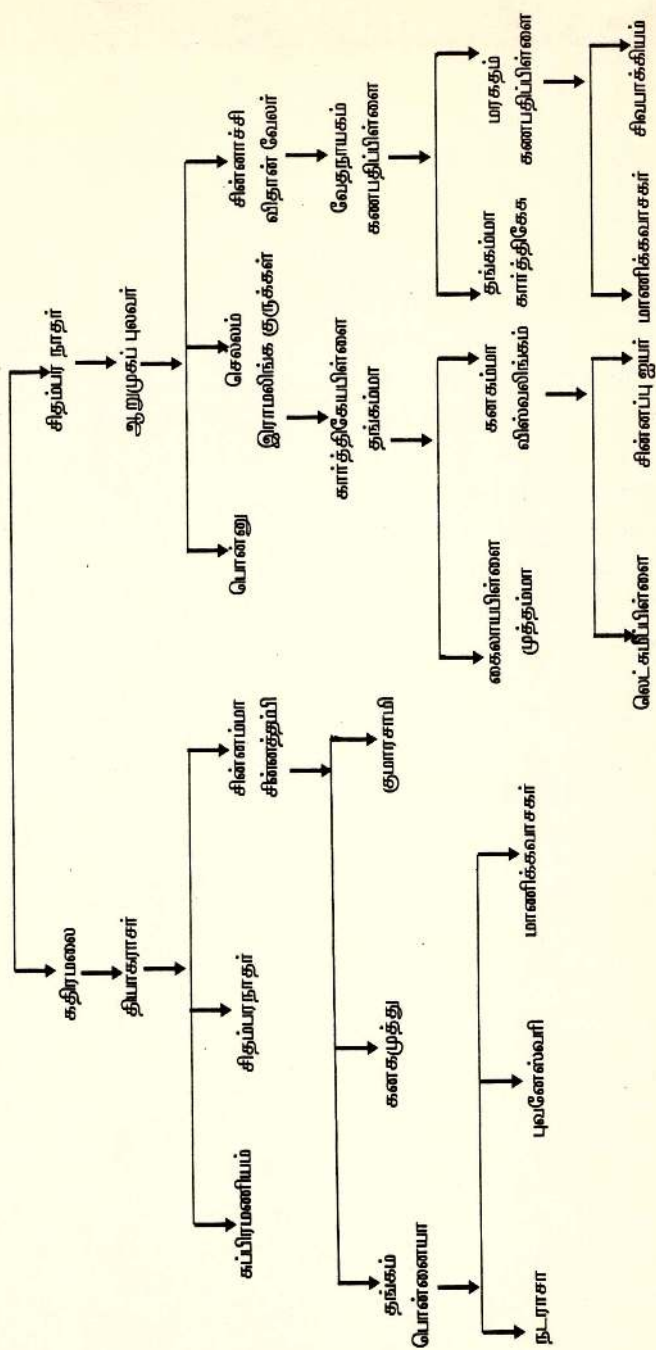 கதிரமலை
சிதம்பர நாதர்
தியாகராசர்
ஆறுமுகப் புலவர்
சுப்பிரமணியம்
சிதம்பரநாதர்
சின்னம்மா
சின்னத்தம்பி
பொன்னு
செல்லம்
இராமலிங்க குருக்கள்
சின்னாச்சி
விதான் வேலர்
தங்கம்
பொன்னையா
கனகமுத்து
குமாரசாமி
கார்த்திகேயபிள்ளை
தங்கம்மா
வேதநாயகம்
கணபதிப்பிள்ளை
நடராசா
புவனேஸ்வரி
மாணிக்கவாசகர்
கைலாயபிள்ளை
முத்தம்மா
கனகம்மா
விஸ்வலிங்கம்
தங்கம்மா
கார்த்திகேசு
மரகதம்
கணபதிப்பிள்ளை
லெட்சுமிப்பிள்ளை
சின்னப்பு ஐயர்
மாணிக்கவாசகர்
சிவபாக்கியம்